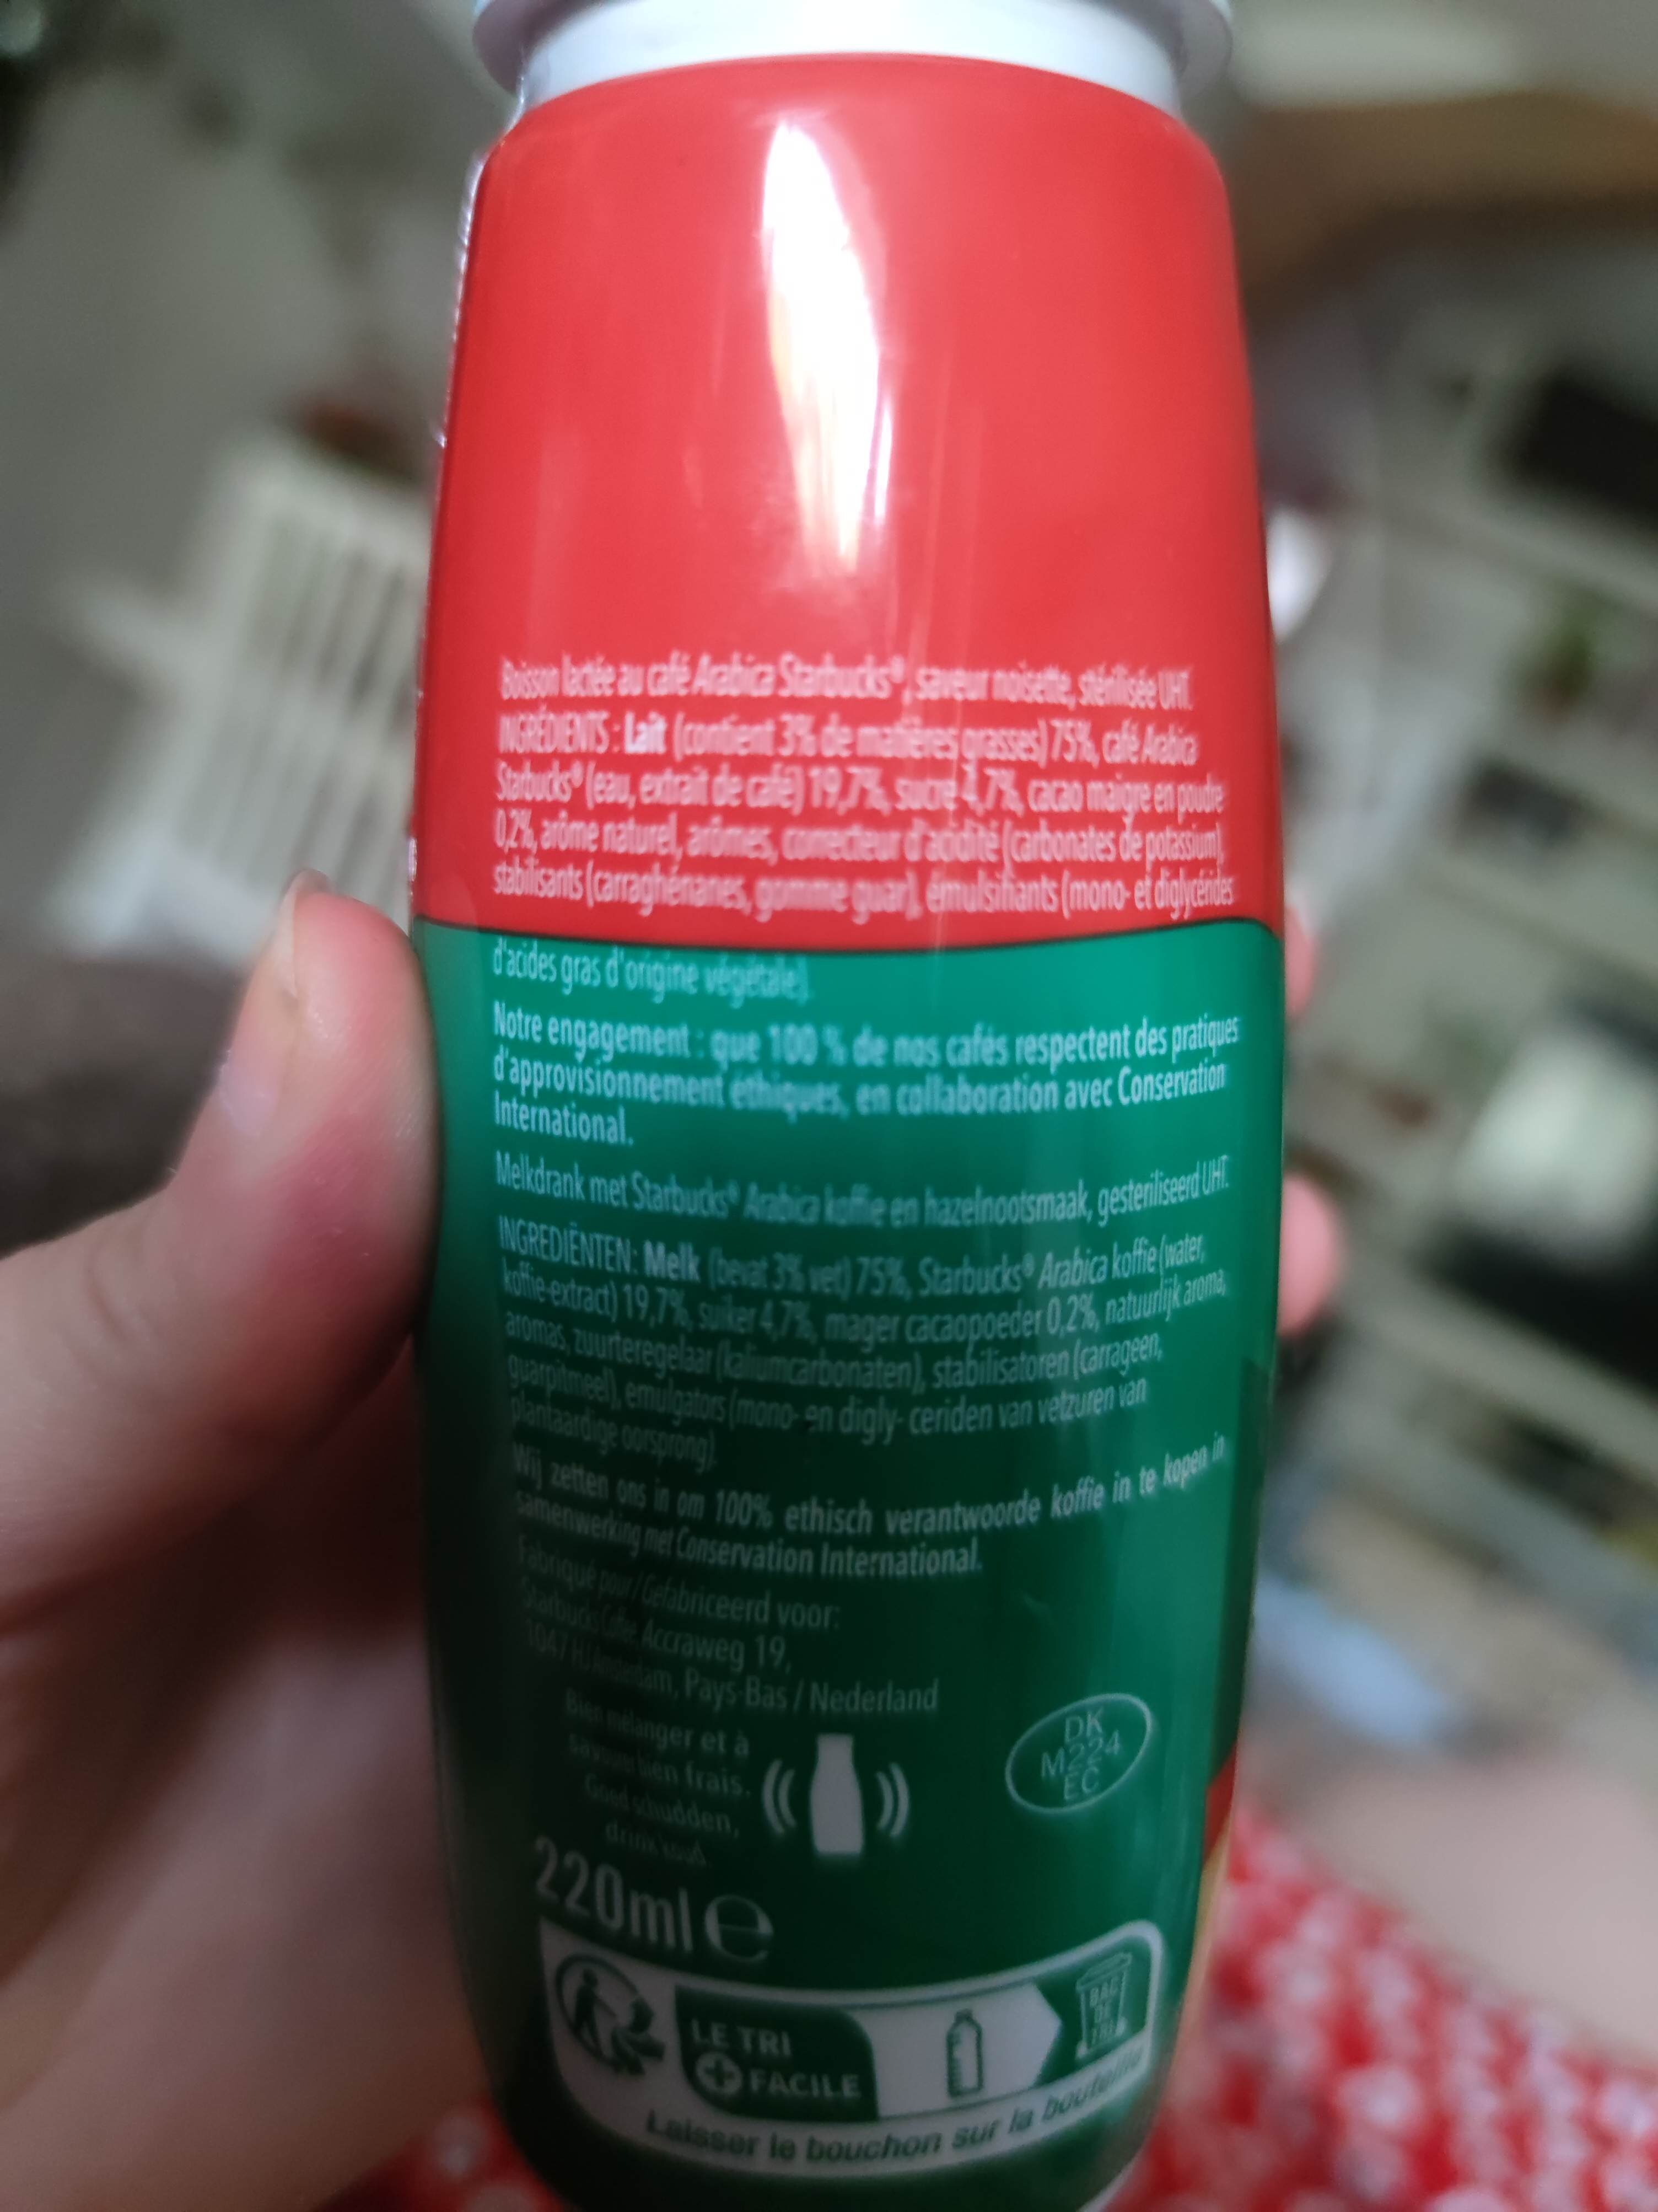 Boisson lactée au café Arabica Starbucks®, saveur noisette, stérilisée UHT.
INGRÉDIENTS : Lait (contient 3% de matières grasses) 75%, café Arabica
Starbucks® (eau, extrait de café) 19,7%, sucre 4,7%, cacao maigre en poudre
0,2%, arôme naturel, arômes, correcteur d'acidité (carbonates de potassium),
stabilisants (carraghénanes, gomme guar), émulsifiants (mono- et diglycérides
d'acides gras d'origine végétale).
Notre engagement : que 100 % de nos cafés respectent des pratiques
d'approvisionnement éthiques, en collaboration avec Conservation
International.
Melkdrank met Starbucks® Arabica koffie en hazelnootsmaak, gesteriliseerd UHT.
INGREDIËNTEN: Melk (bevat 3% vet) 75%, Starbucks® Arabica koffie (water,
koffie-extract) 19,7%, suiker 4,7%, mager cacaopoeder 0,2%, natuurlijk aroma,
aromas, zuurteregelaar (kaliumcarbonaten), stabilisatoren (carrageen,
guarpitmeel), emulgators (mono- en digly- ceriden van vetzuren van
plantaardige oorsprong).
Wij zetten ons in om 100% ethisch verantwoorde koffie in te kopen in
samenwerking met Conservation International.
Fabriqué pour / Gefabriceerd voor:
Starbucks Accraweg 19,
1047 HJ Amsterdam, Pays-Bas / Nederland
Bien mélanger et à
savourer bien frais.
Goed schudden,
drink koud
DK
M224
EC
220ml e
LE TRI
+ FACILE
BAC
DE
TRI
Laisser le bouchon sur la bouteille